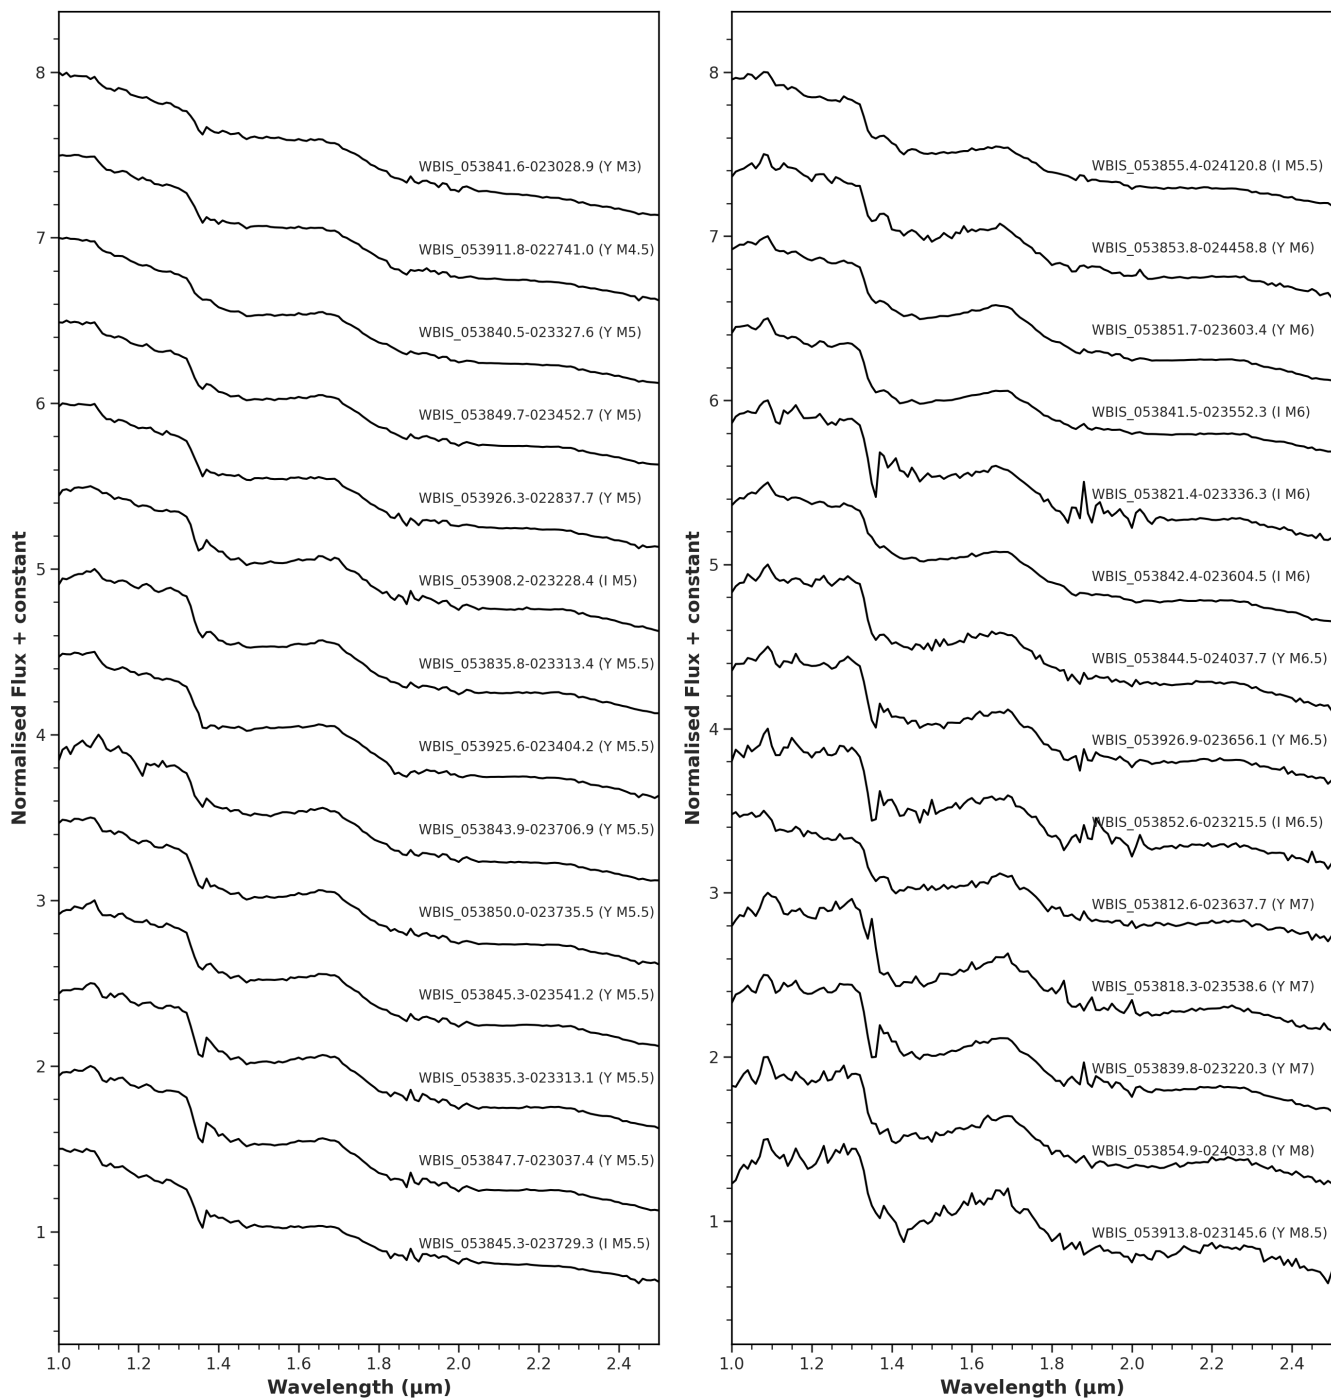 8
7
6
5
4
3
2
1
Normalised Flux + constant
WBIS_053841.6-023028.9 (Y M3)
WBIS_053911.8-022741.0 (Y M4.5)
WBIS_053840.5-023327.6 (Y M5)
WBIS_053849.7-023452.7 (Y M5)
WBIS_053926.3-022837.7 (Y M5)
WBIS_053908.2-023228.4 (I M5)
WBIS_053835.8-023313.4 (Y M5.5)
WBIS_053925.6-023404.2 (Y M5.5)
WBIS_053843.9-023706.9 (Y M5.5)
WBIS_053850.0-023735.5 (Y M5.5)
WBIS_053845.3-023541.2 (Y M5.5)
WBIS_053835.3-023313.1 (Y M5.5)
WBIS_053847.7-023037.4 (Y M5.5)
WBIS_053845.3-023729.3 (I M5.5)
1.0 1.2 1.4 1.6 1.8 2.0 2.2 2.4
Wavelength (μm)
8
7
6
5
4
3
2
1
Normalised Flux + constant
WBIS_053855.4-024120.8 (I M5.5)
WBIS_053853.8-024458.8 (Y M6)
WBIS_053851.7-023603.4 (Y M6)
WBIS_053841.5-023552.3 (I M6)
WBIS_053821.4-023336.3 (I M6)
WBIS_053842.4-023604.5 (I M6)
WBIS_053844.5-024037.7 (Y M6.5)
WBIS_053926.9-023656.1 (Y M6.5)
WBIS_053852.6-023215.5 (I M6.5)
WBIS_053812.6-023637.7 (Y M7)
WBIS_053818.3-023538.6 (Y M7)
WBIS_053839.8-023220.3 (Y M7)
WBIS_053854.9-024033.8 (Y M8)
WBIS_053913.8-023145.6 (Y M8.5)
1.0 1.2 1.4 1.6 1.8 2.0 2.2 2.4
Wavelength (μm)